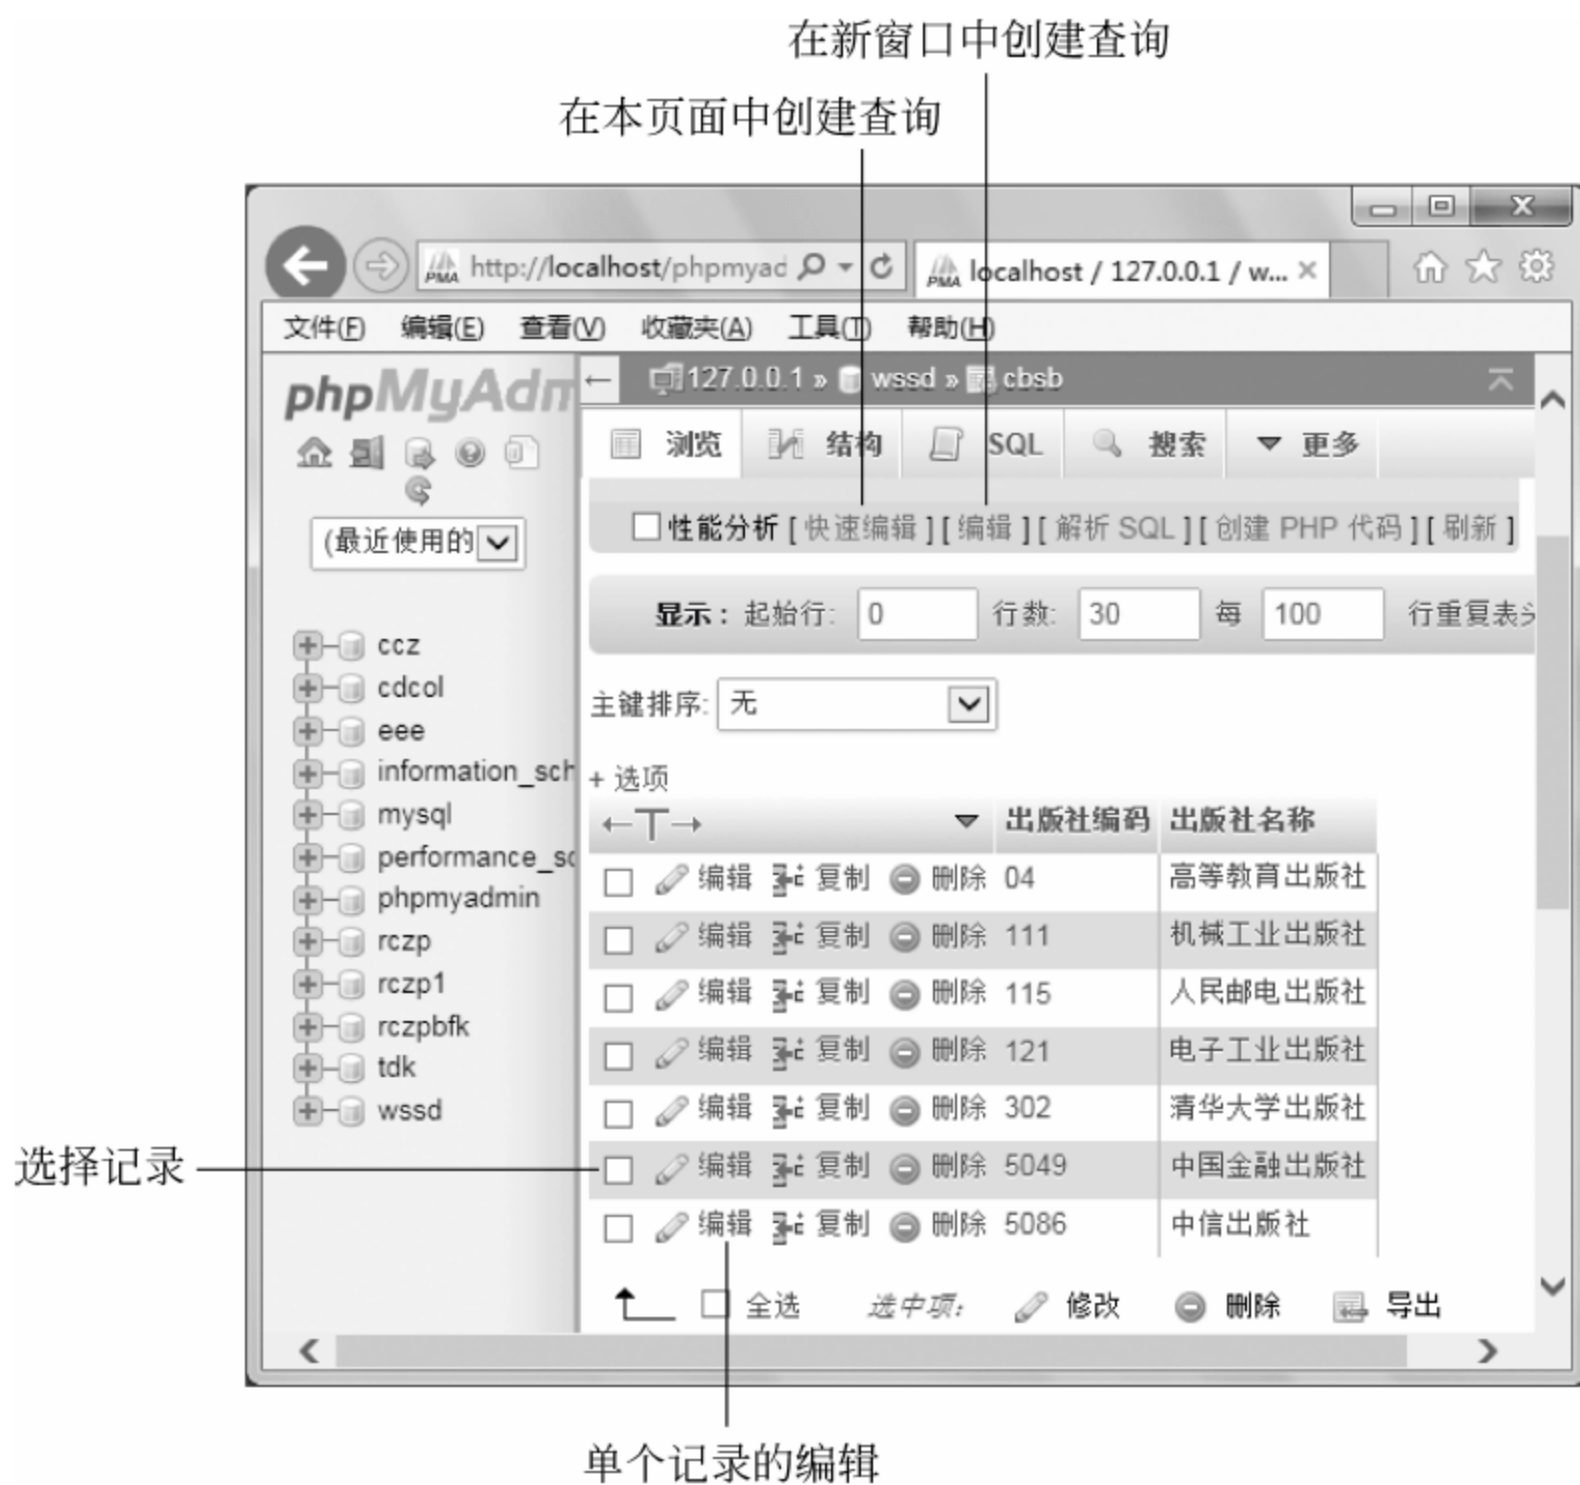 在新窗口中创建查询
在本页面中创建查询
http://localhost/phpmyad
PMA localhost / 127.0.0.1 / w...
文件(F) 编辑(E) 查看(V) 收藏夹(A) 工具(T) 帮助(H)
phpMyAdm
127.0.0.1 » wssd » cbsb
浏览 结构 SQL 搜索 更多
性能分析 [ 快速编辑 ] [ 编辑 ] [ 解析 SQL ] [ 创建 PHP 代码 ] [ 刷新 ]
(最近使用的
显示： 起始行: 0 行数: 30 每 100 行重复表头
ccz
cdcol
eee
information_sch
mysql
performance_sc
phpmyadmin
rczp
rczp1
rczpbfk
tdk
wssd
主键排序: 无
+ 选项
←T→ 出版社编码 出版社名称
编辑 复制 删除 04 高等教育出版社
编辑 复制 删除 111 机械工业出版社
编辑 复制 删除 115 人民邮电出版社
编辑 复制 删除 121 电子工业出版社
编辑 复制 删除 302 清华大学出版社
编辑 复制 删除 5049 中国金融出版社
编辑 复制 删除 5086 中信出版社
全选 选中项: 修改 删除 导出
选择记录
单个记录的编辑